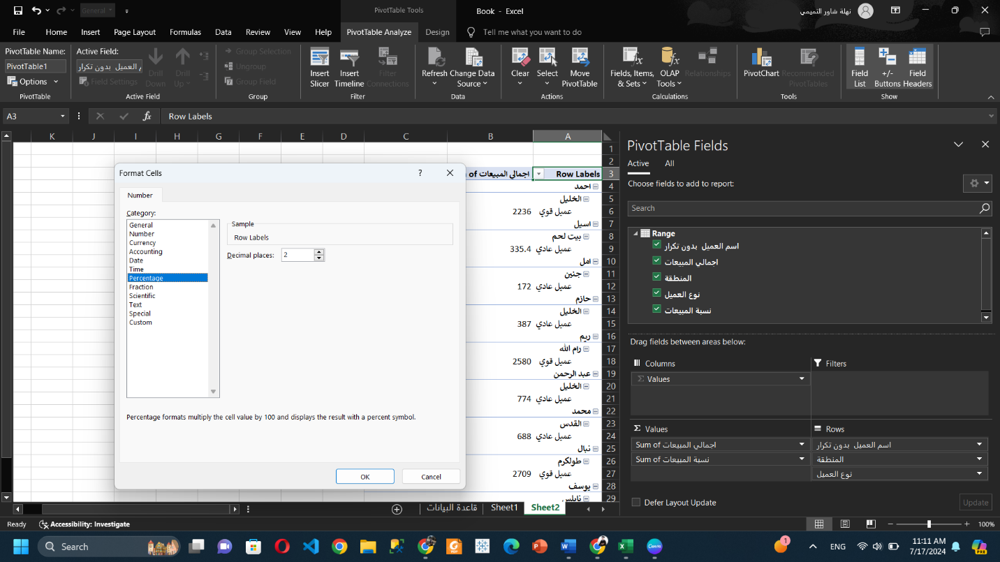 General
PivotTable Tools
Book - Excel
نهلة شاور التميمي
File Home Insert Page Layout Formulas Data Review View Help PivotTable Analyze Design Tell me what you want to do
PivotTable Name:
PivotTable1
Options
PivotTable
Active Field:
العميل بدون تكرار
Field Settings
Drill Down
Drill Up
Active Field
Group Selection
Ungroup
Group Field
Group
Insert Slicer
Insert Timeline
Filter Connections
Filter
Refresh
Change Data Source
Data
Clear
Select
Move PivotTable
Actions
Fields, Items, & Sets
OLAP Tools
Relationships
Calculations
PivotChart
Recommended PivotTables
Tools
Field List
+/- Buttons
Field Headers
Show
A3
fx
Row Labels
K J I H G F E D C B A
1
2
3 Row Labels of اجمالي المبيعات
4 احمد
5 الخليل
6 عميل قوي 2236
7 اسيل
8 بيت لحم
9 عميل عادي 335.4
10 امل
11 جنين
12 عميل عادي 172
13 حازم
14 الخليل
15 عميل عادي 387
16 ريم
17 رام الله
18 عميل قوي 2580
19 عبد الرحمن
20 الخليل
21 عميل عادي 774
22 محمد
23 القدس
24 عميل عادي 688
25 نبال
26 طولكرم
27 عميل قوي 2709
28 يوسف
29 نابلس
Format Cells
?
Number
Category:
General
Number
Currency
Accounting
Date
Time
Percentage
Fraction
Scientific
Text
Special
Custom
Sample
Row Labels
Decimal places: 2
Percentage formats multiply the cell value by 100 and displays the result with a percent symbol.
OK Cancel
PivotTable Fields
Active All
Choose fields to add to report:
Search
Range
اسم العميل بدون تكرار
اجمالي المبيعات
المنطقة
نوع العميل
نسبة المبيعات
Drag fields between areas below:
Columns
Σ Values
Filters
Σ Values
Sum of اجمالي المبيعات
Sum of نسبة المبيعات
Rows
اسم العميل بدون تكرار
المنطقة
نوع العميل
Defer Layout Update
Update
قاعدة البيانات Sheet1 Sheet2
Ready Accessibility: Investigate
100%
Search
1
ENG
11:11 AM
7/17/2024
PRE